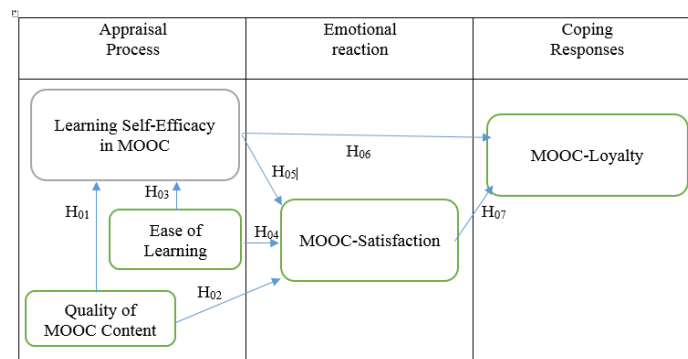 Appraisal
Process
Emotional
reaction
Coping
Responses
Learning Self-Efficacy
in MOOC
H06
MOOC-Loyalty
H05
H01
H03
Ease of
Learning
H04
MOOC-Satisfaction
H07
Quality of
MOOC Content
H02